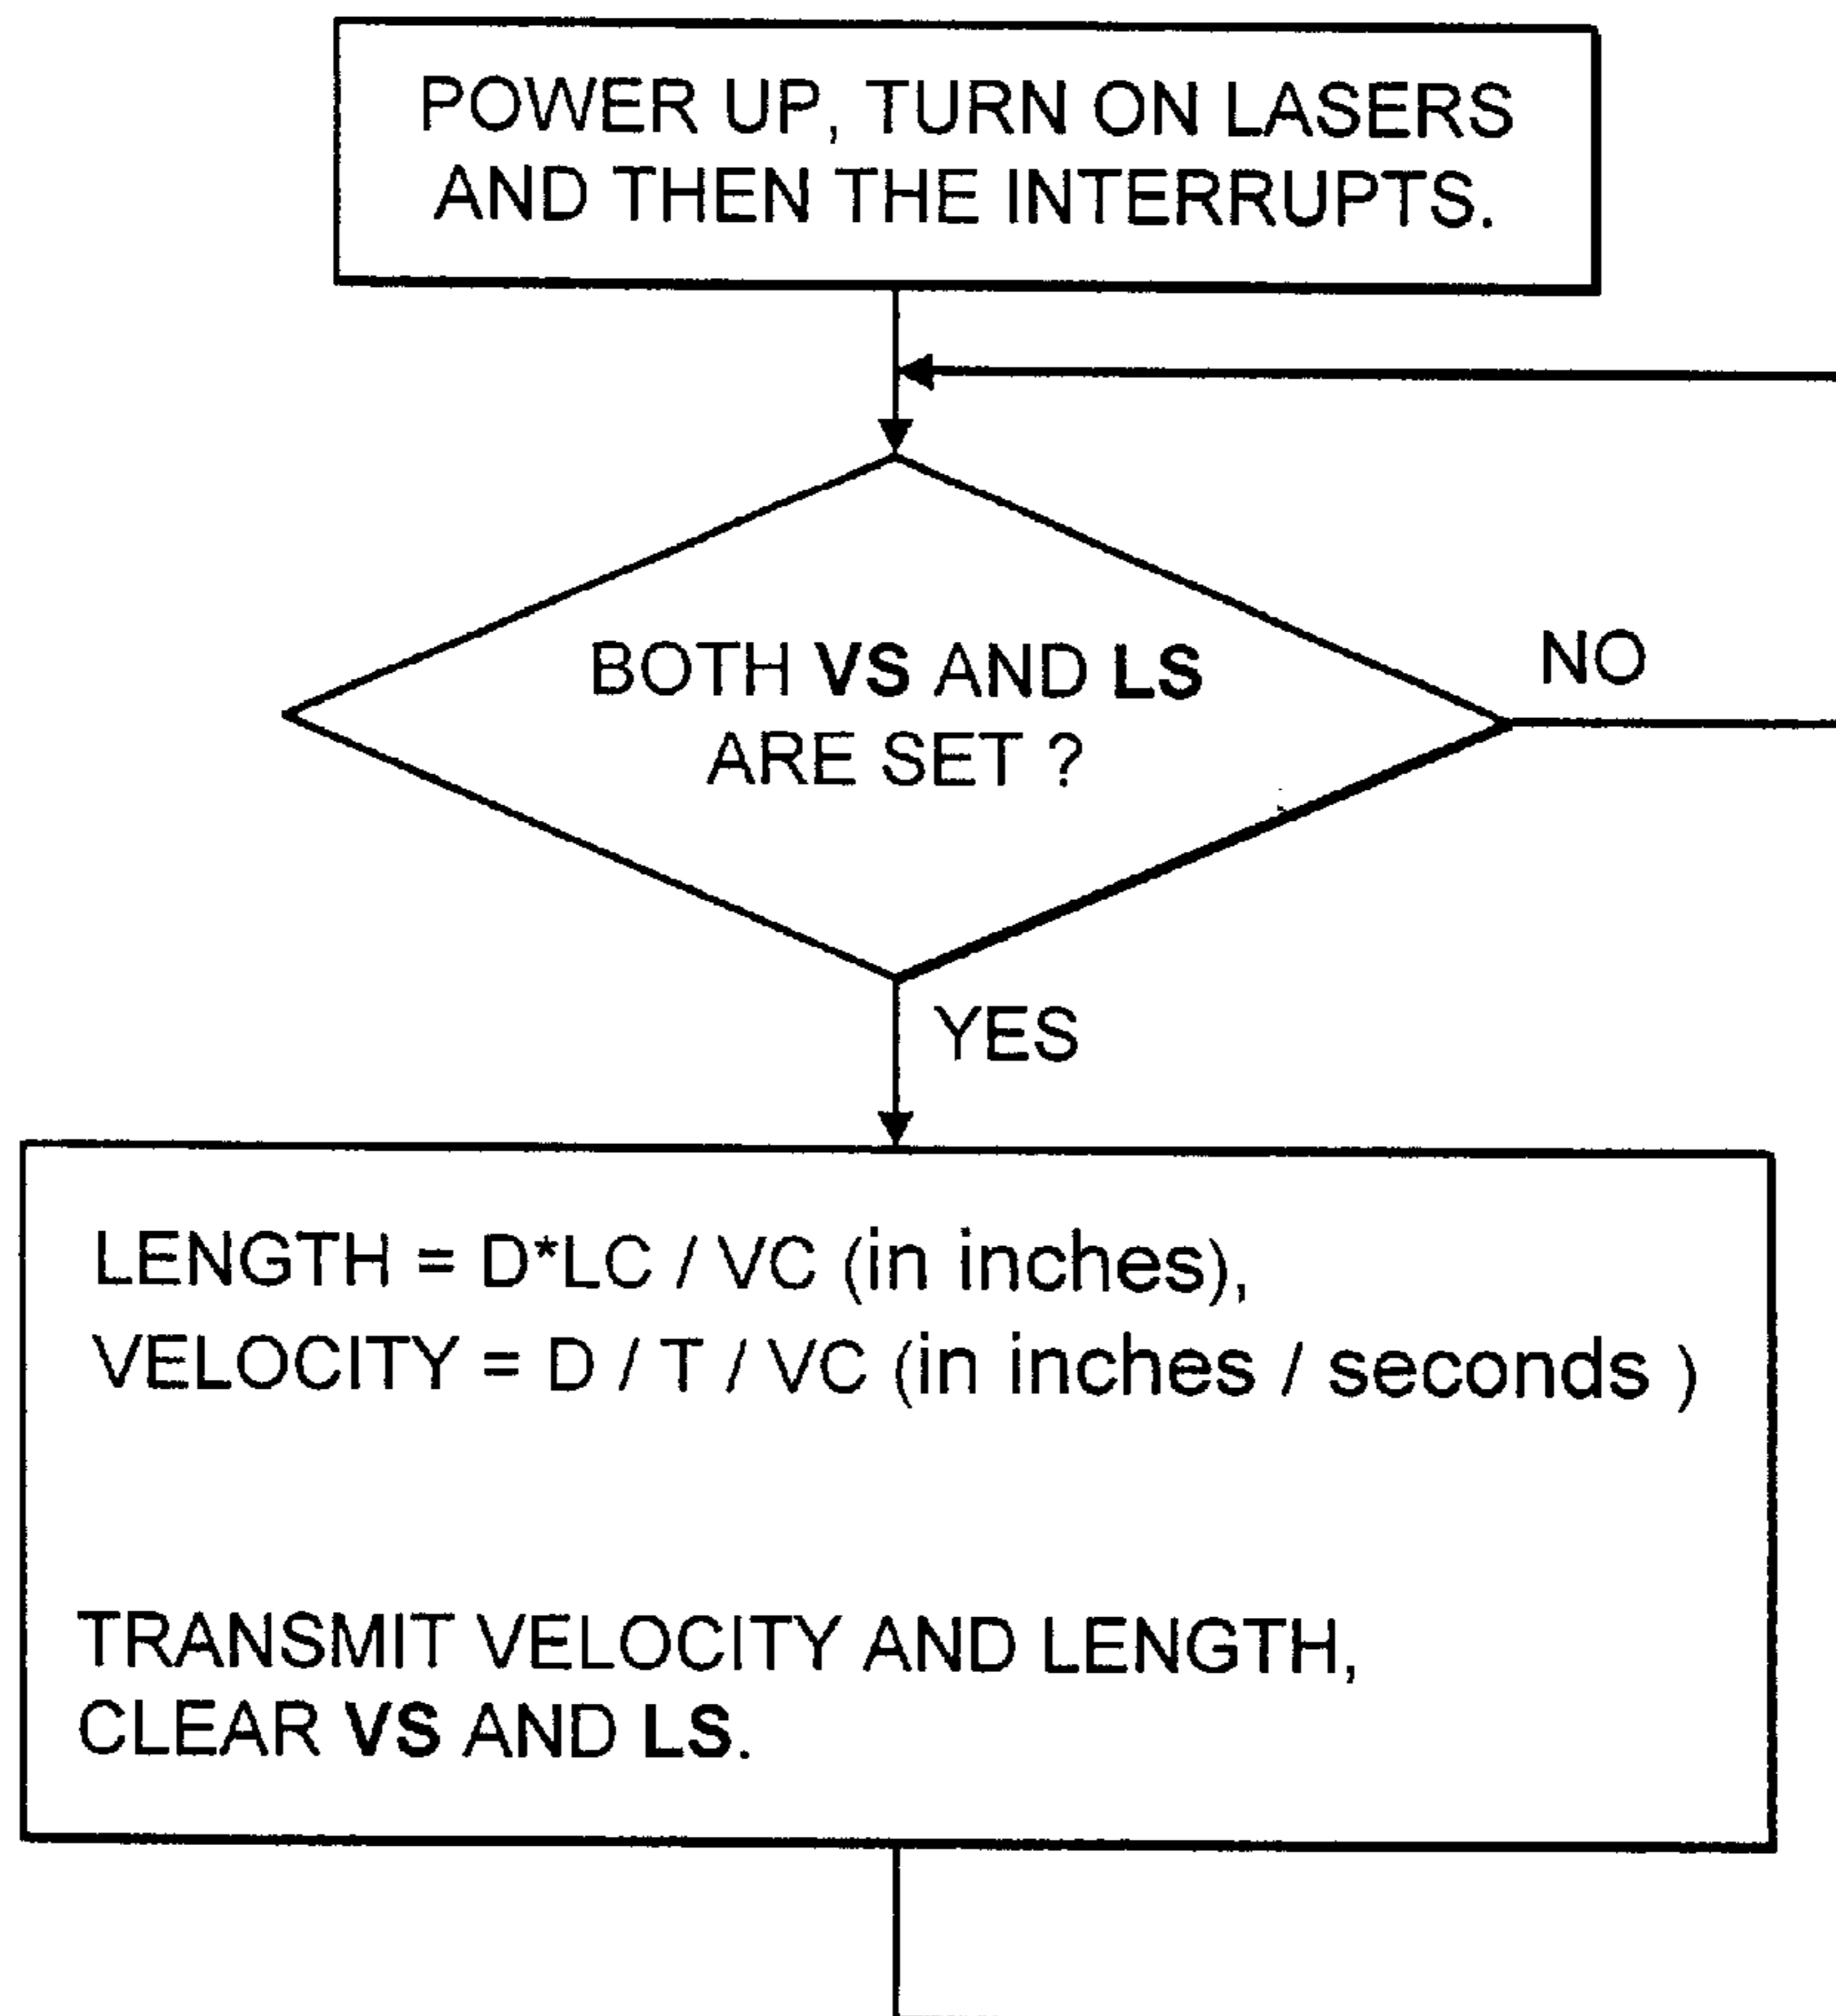 POWER UP, TURN ON LASERS
AND THEN THE INTERRUPTS.
BOTH VS AND LS
ARE SET ?
NO
YES
LENGTH = D*LC / VC (in inches),
VELOCITY = D / T / VC (in inches / seconds )
TRANSMIT VELOCITY AND LENGTH,
CLEAR VS AND LS.